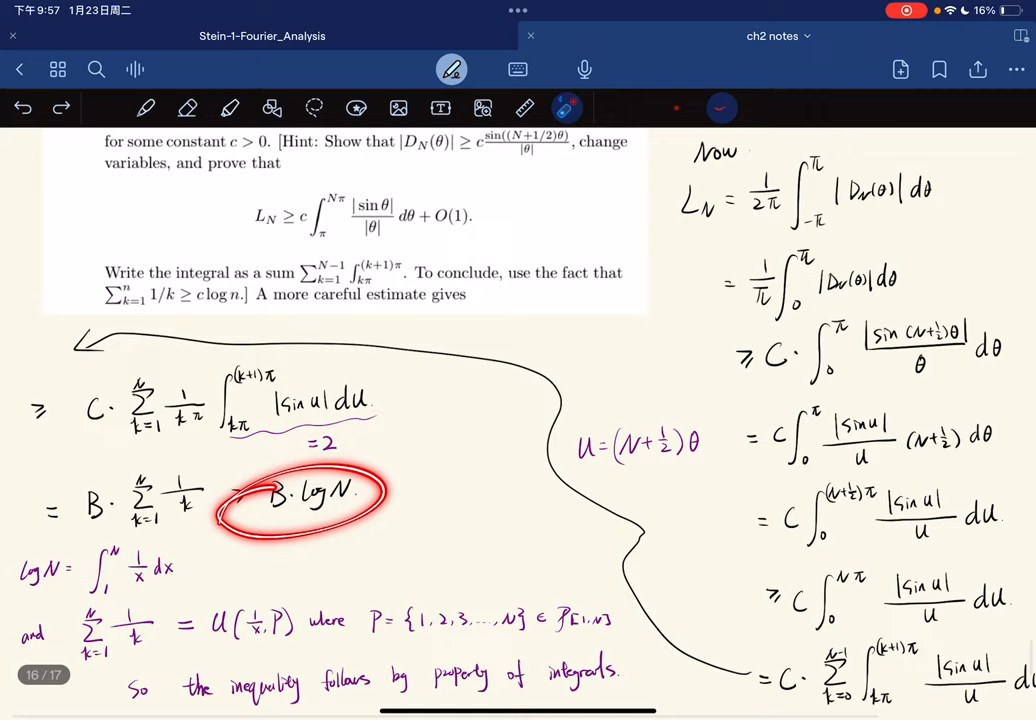 下午9:57 1月23日周二
16%
Stein-1-Fourier_Analysis
ch2 notes
for some constant c > 0. [Hint: Show that |D_N(θ)| ≥ c sin((N+1/2)θ)/|θ|, change
variables, and prove that
L_N ≥ c ∫_π^{Nπ} |sin θ|/|θ| dθ + O(1).
Write the integral as a sum ∑_{k=1}^{N−1} ∫_{kπ}^{(k+1)π}. To conclude, use the fact that
∑_{k=1}^{n} 1/k ≥ c log n.] A more careful estimate gives
≥ C· ∑_{k=1}^{N} 1/(kπ) ∫_{kπ}^{(k+1)π} |sin u| du.
= 2
= B· ∑_{k=1}^{N} 1/k ≥ B· log N.
log N = ∫_1^N 1/x dx
and ∑_{k=1}^{N} 1/k = U(1/x, P) where P = {1, 2, 3, ..., N} ∈ P[1,N]
So the inequality follows by property of integrals.
16 / 17
Now
L_N = 1/2π ∫_{-π}^{π} |D_N(θ)| dθ
= 1/π ∫_0^π |D_N(θ)| dθ
≥ C· ∫_0^π |sin (N+½)θ|/θ dθ
U = (N+½)θ
= C ∫_0^π |sin u|/u (N+½) dθ
= C ∫_0^{(N+½)π} |sin u|/u du.
≥ C ∫_0^{Nπ} |sin u|/u du.
= C· ∑_{k=0}^{N-1} ∫_{kπ}^{(k+1)π} |sin u|/u du